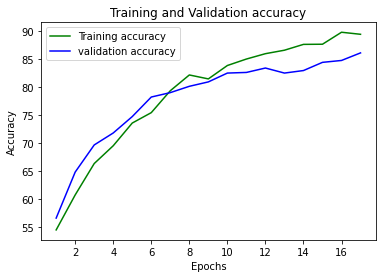 Training and Validation accuracy
Training accuracy
validation accuracy
90
85
80
75
70
65
60
55
Accuracy
2 4 6 8 10 12 14 16
Epochs